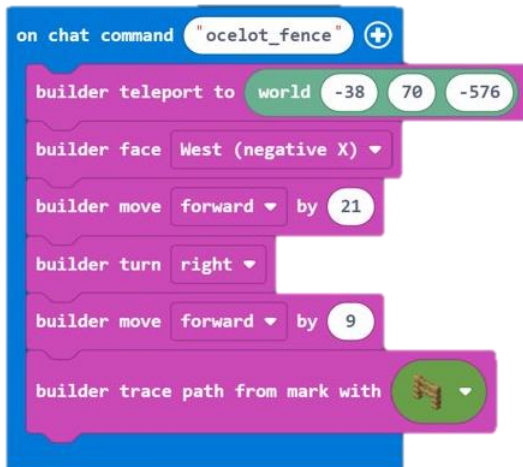 on chat command "ocelot_fence"
builder teleport to world -38 70 -576
builder face West (negative X)
builder move forward by 21
builder turn right
builder move forward by 9
builder trace path from mark with